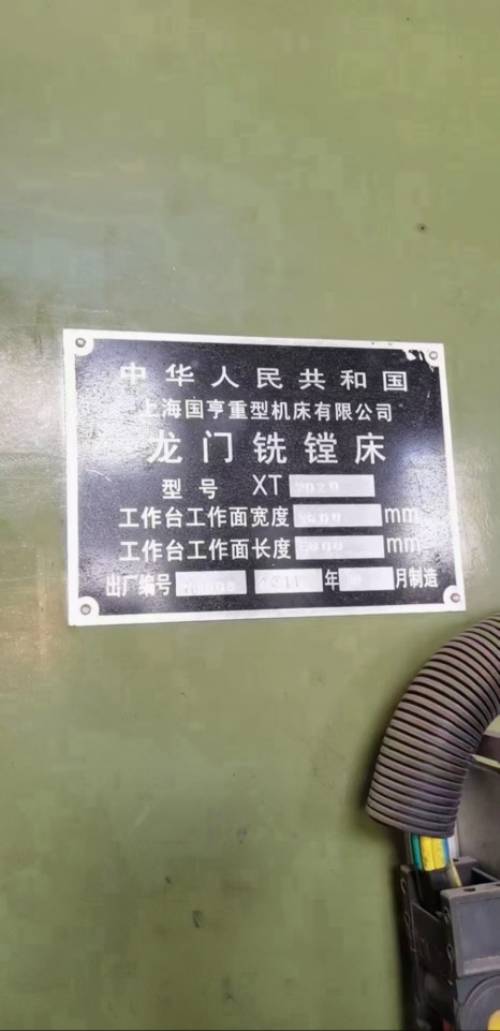 中华人民共和国
上海国亨重型机床有限公司
龙门铣镗床
型号 XT
工作台工作面宽度 mm
工作台工作面长度 mm
出厂编号 年 月制造